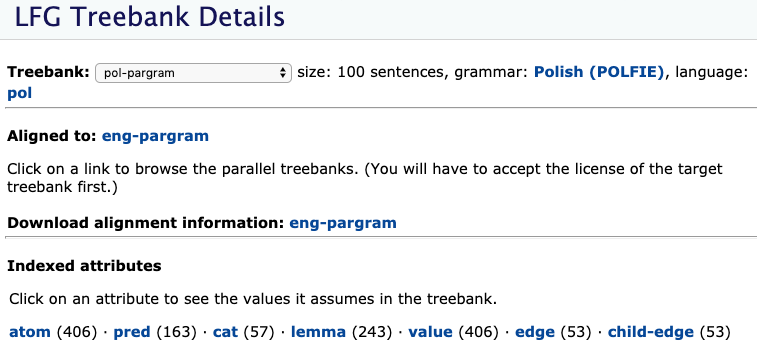 LFG Treebank Details
Treebank: pol-pargram size: 100 sentences, grammar: Polish (POLFIE), language:
pol
Aligned to: eng-pargram
Click on a link to browse the parallel treebanks. (You will have to accept the license of the target
treebank first.)
Download alignment information: eng-pargram
Indexed attributes
Click on an attribute to see the values it assumes in the treebank.
atom (406) · pred (163) · cat (57) · lemma (243) · value (406) · edge (53) · child-edge (53)